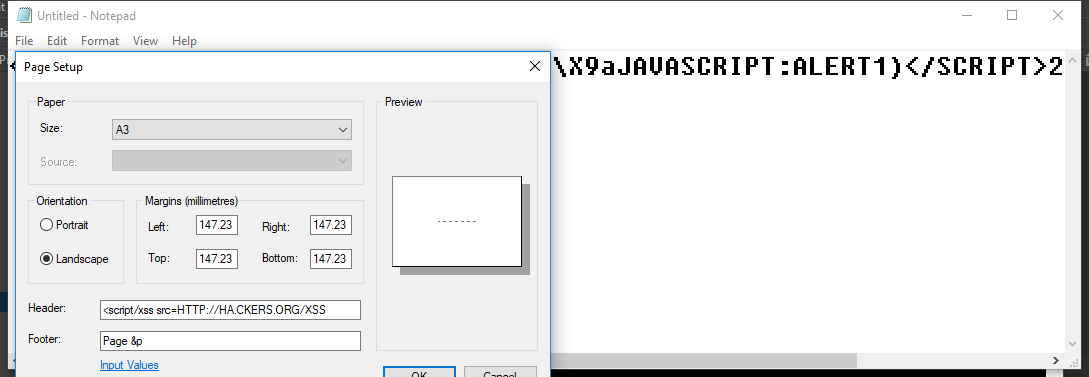 Untitled - Notepad
File Edit Format View Help
\X9aJAVASCRIPT:ALERT1)</SCRIPT>2
Page Setup
Paper
Size: A3
Source:
Orientation
Portrait
Landscape
Margins (millimetres)
Left: 147.23 Right: 147.23
Top: 147.23 Bottom: 147.23
Preview
Header: <script/xss src=HTTP://HA.CKERS.ORG/XSS
Footer: Page &p
Input Values
OK Cancel